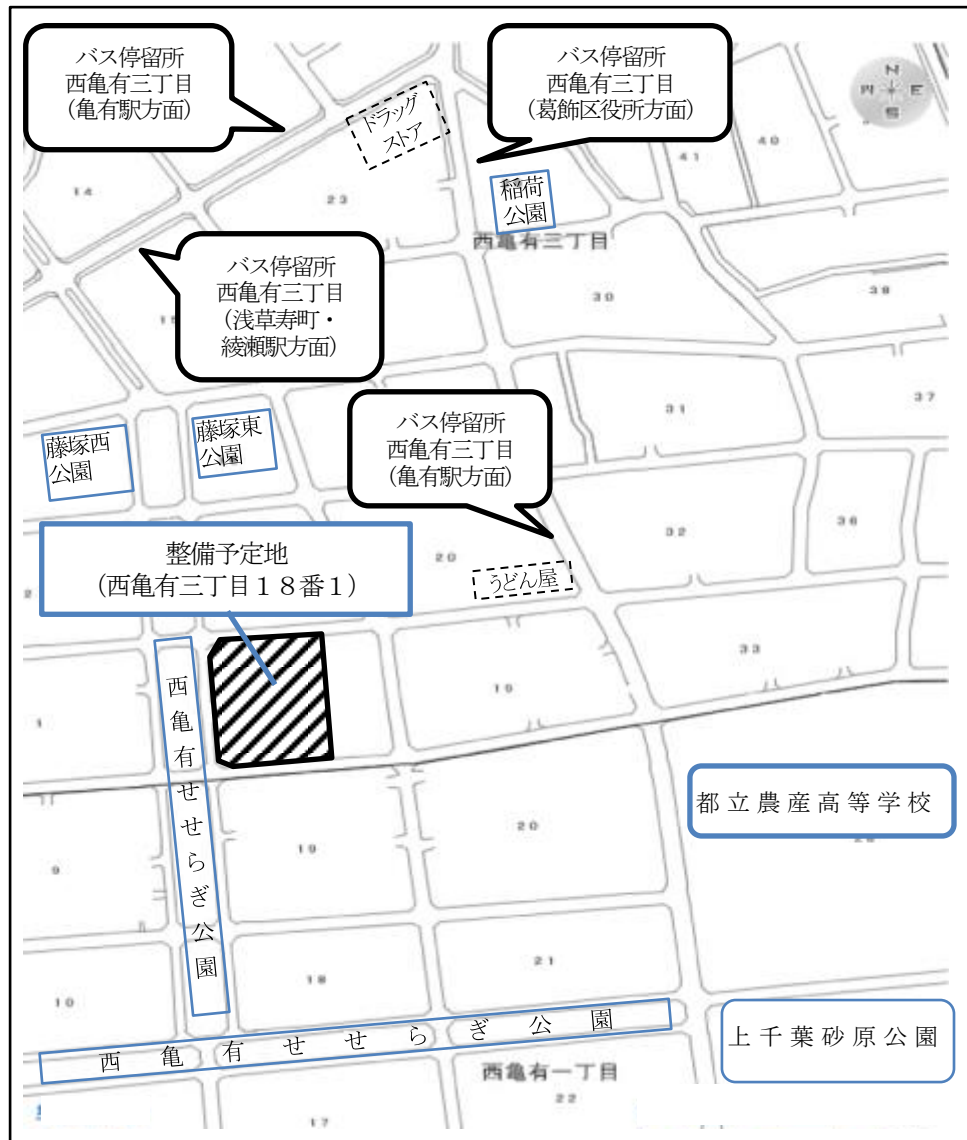 バス停留所
西亀有三丁目
(亀有駅方面)
バス停留所
西亀有三丁目
(葛飾区役所方面)
N
W
E
S
ドラッグ
ストア
40
41
14
23
稲荷
公園
西亀有三丁目
バス停留所
西亀有三丁目
(浅草寿町・
綾瀬駅方面)
30
38
15
31
37
バス停留所
西亀有三丁目
(亀有駅方面)
藤塚西
公園
藤塚東
公園
32
36
整備予定地
(西亀有三丁目18番1)
20
うどん屋
33
19
1
西亀有せせらぎ公園
都立農産高等学校
20
19
9
21
18
10
西亀有せせらぎ公園
上千葉砂原公園
西亀有一丁目
22
17